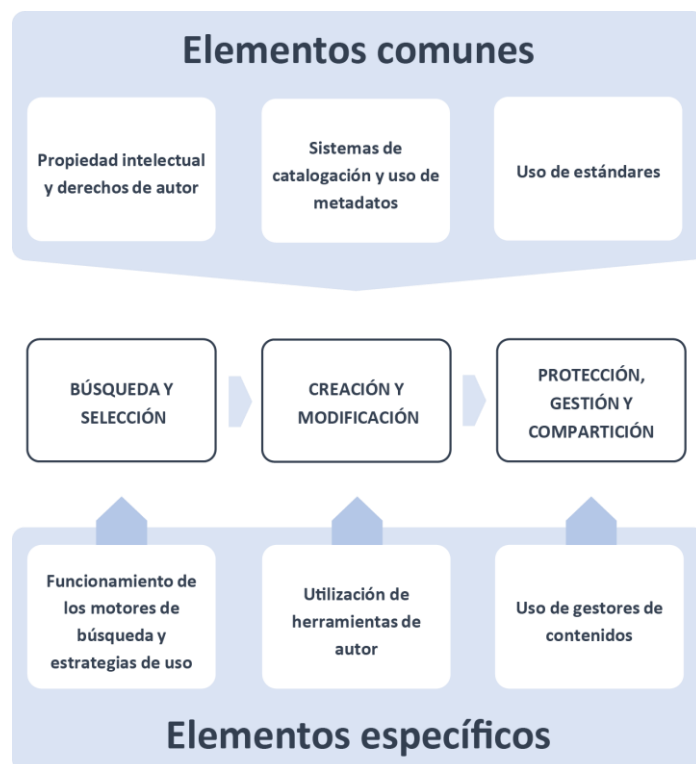 Elementos comunes
Propiedad intelectual
y derechos de autor
Sistemas de
catalogación y uso de
metadatos
Uso de estándares
BÚSQUEDA Y
SELECCIÓN
CREACIÓN Y
MODIFICACIÓN
PROTECCIÓN,
GESTIÓN Y
COMPARTICIÓN
Funcionamiento de
los motores de
búsqueda y
estrategias de uso
Utilización de
herramientas de
autor
Uso de gestores de
contenidos
Elementos específicos